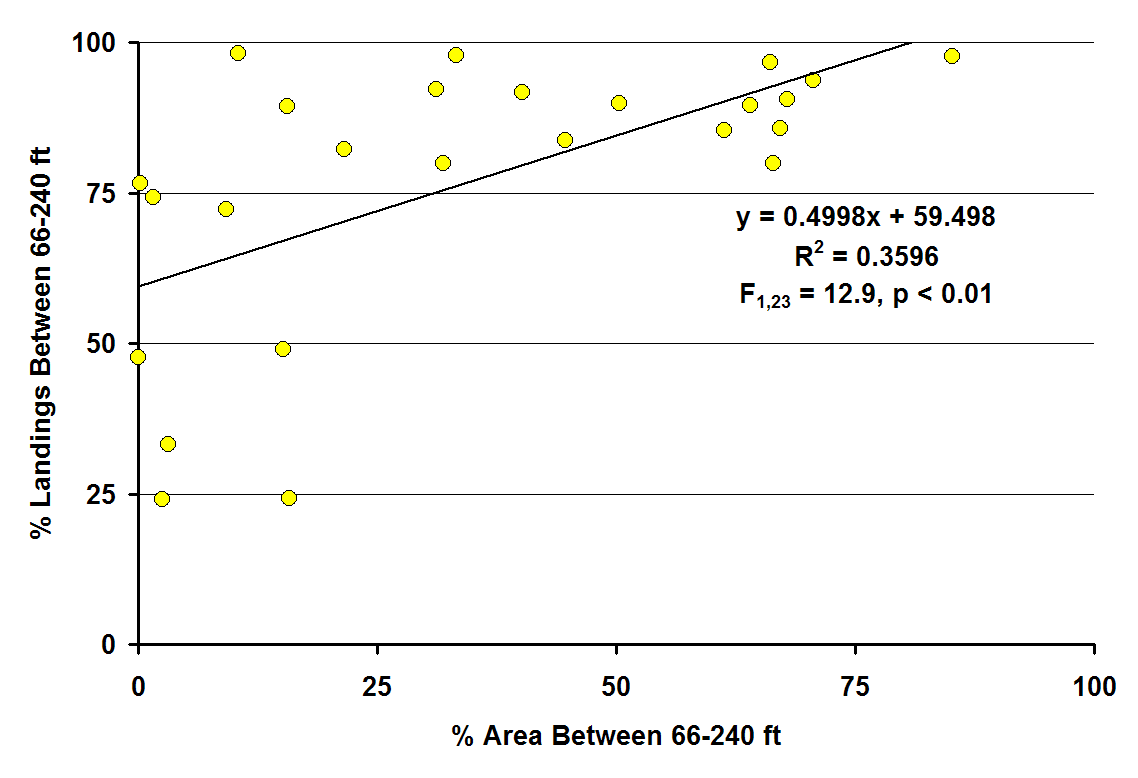 100
75
50
25
0
0 25 50 75 100
% Landings Between 66-240 ft
% Area Between 66-240 ft
y = 0.4998x + 59.498
R² = 0.3596
F₁,₂₃ = 12.9, p < 0.01